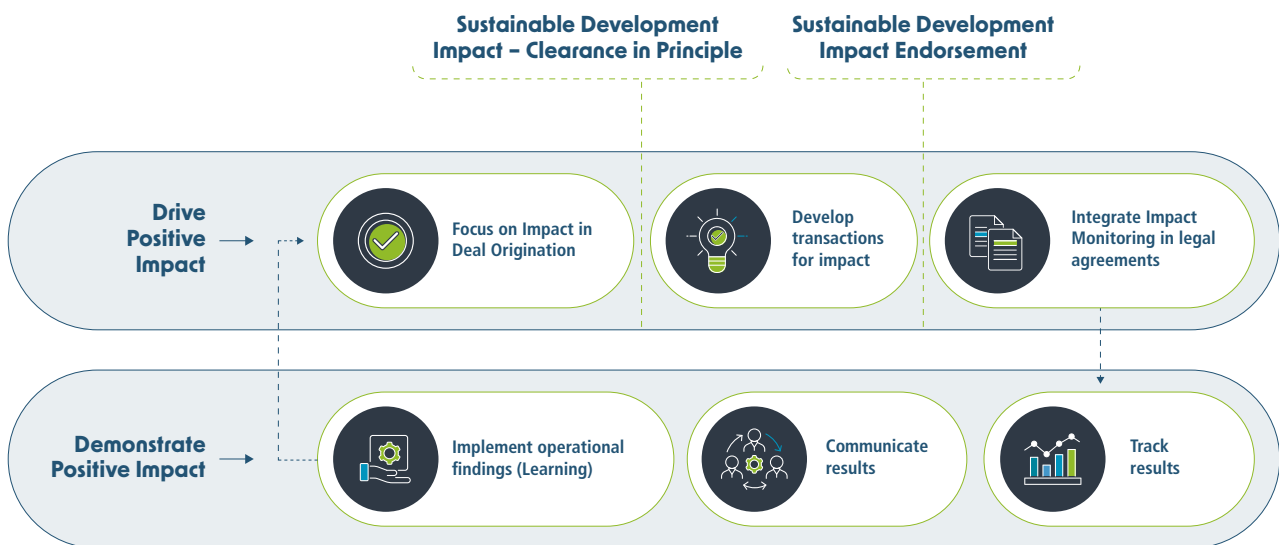 Sustainable Development
Impact – Clearance in Principle
Sustainable Development
Impact Endorsement
Drive
Positive
Impact
Focus on Impact in
Deal Origination
Develop
transactions
for impact
Integrate Impact
Monitoring in legal
agreements
Demonstrate
Positive Impact
Implement operational
findings (Learning)
Communicate
results
Track
results